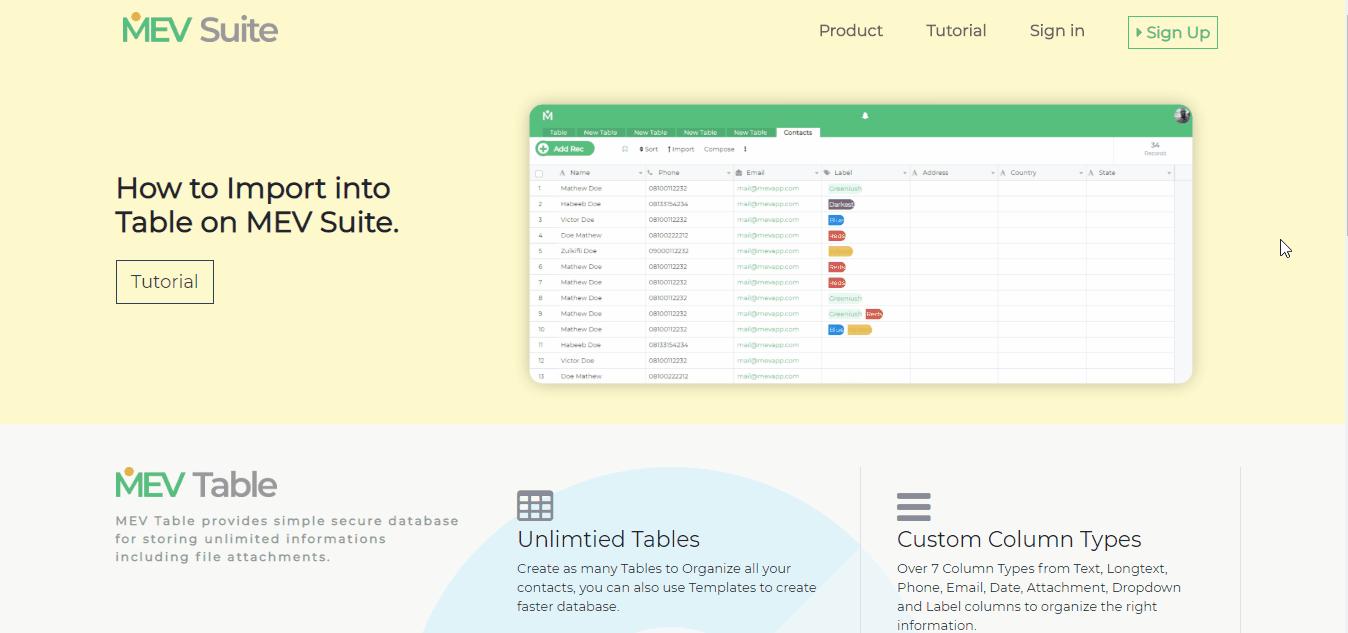 MEV Suite
Product Tutorial Sign in Sign Up
How to Import into
Table on MEV Suite.
Tutorial
M
Table New Table New Table New Table New Table Contacts
Add Rec Sort Import Compose 34
Records
Name Phone Email Label Address Country State
1 Mathew Doe 08100112232 mail@mevapp.com Greeniush
2 Habeeb Doe 08133154234 mail@mevapp.com Darkest
3 Victor Doe 08100112232 mail@mevapp.com Blue
4 Doe Mathew 08100222212 mail@mevapp.com Reds
5 Zulkifli Doe 09000112232 mail@mevapp.com
6 Mathew Doe 08100112232 mail@mevapp.com Reds
7 Mathew Doe 08100112232 mail@mevapp.com Reds
8 Mathew Doe 08100112232 mail@mevapp.com Greeniush
9 Mathew Doe 08100112232 mail@mevapp.com Greeniush Reds
10 Mathew Doe 08100112232 mail@mevapp.com Blue
11 Habeeb Doe 08133154234 mail@mevapp.com
12 Victor Doe 08100112232 mail@mevapp.com
13 Doe Mathew 08100222212 mail@mevapp.com
MEV Table
MEV Table provides simple secure database
for storing unlimited informations
including file attachments.
Unlimtied Tables
Create as many Tables to Organize all your
contacts, you can also use Templates to create
faster database.
Custom Column Types
Over 7 Column Types from Text, Longtext,
Phone, Email, Date, Attachment, Dropdown
and Label columns to organize the right
information.